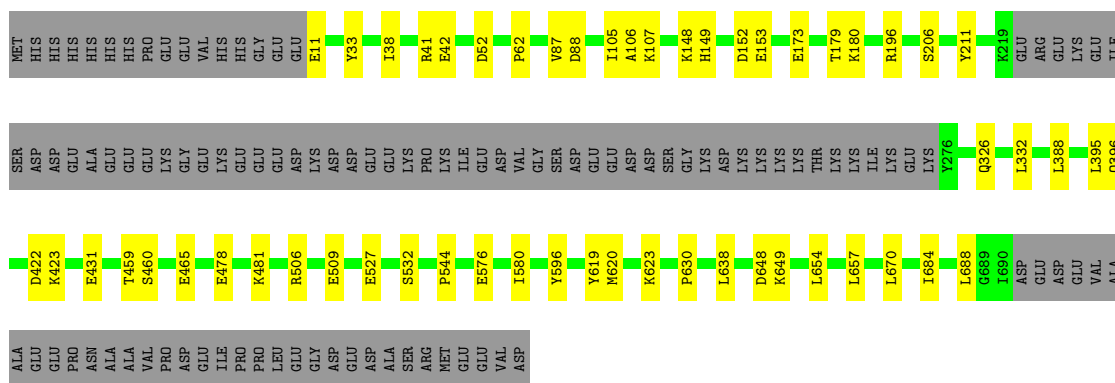 MET HIS HIS HIS HIS HIS HIS PRO GLU GLU VAL HIS HIS GLY GLU GLU E11 Y33 I38 R41 E42 D52 P62 V87 D88 I105 A106 K107 K148 H149 D152 E153 E173 T179 K180 R196 S206 Y211 K219 GLU ARG GLU LYS GLU ILE
SER ASP ASP GLU ALA GLU GLU GLU LYS GLY GLU LYS GLU GLU GLU ASP LYS ASP ASP GLU GLU LYS PRO LYS ILE GLU ASP VAL GLY SER ASP GLU GLU ASP ASP SER GLY LYS ASP LYS LYS LYS LYS THR LYS LYS ILE LYS GLU LYS Y276 Q326 L332 L388 L395
D422 K423 E431 T459 S460 E465 E478 K481 R506 E509 E527 S532 P544 E576 I580 Y596 Y619 M620 K623 P630 L638 D648 K649 L654 L657 L670 I684 L688 G689 I690 ASP GLU ASP GLU VAL ALA
ALA GLU GLU PRO ASN ALA ALA VAL PRO ASP GLU ILE PRO PRO LEU GLU GLY ASP GLU ASP ALA SER ARG MET GLU GLU VAL ASP